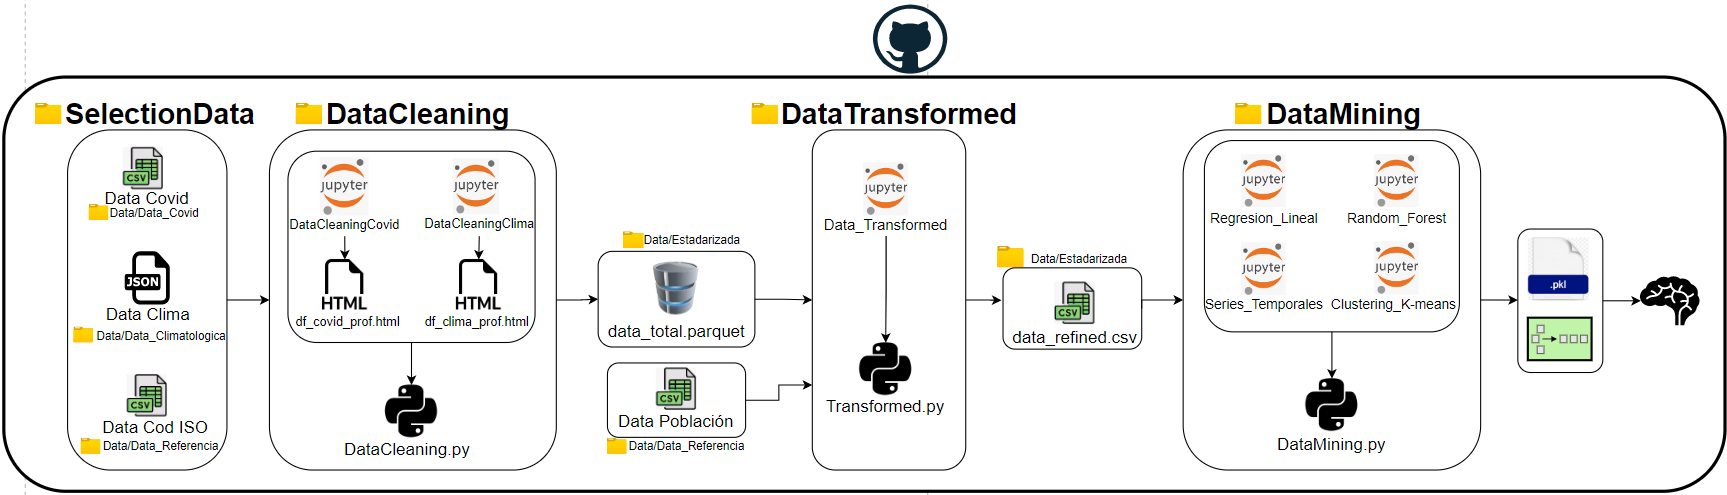 SelectionData
CSV
Data Covid
Data/Data_Covid
JSON
Data Clima
Data/Data_Climatologica
CSV
Data Cod ISO
Data/Data_Referencia
DataCleaning
jupyter
DataCleaningCovid
jupyter
DataCleaningClima
HTML
df_covid_prof.html
HTML
df_clima_prof.html
DataCleaning.py
Data/Estadarizada
data_total.parquet
CSV
Data Población
Data/Data_Referencia
DataTransformed
jupyter
Data_Transformed
Transformed.py
Data/Estadarizada
CSV
data_refined.csv
DataMining
jupyter
Regresion_Lineal
jupyter
Random_Forest
jupyter
Series_Temporales
jupyter
Clustering_K-means
DataMining.py
.pkl